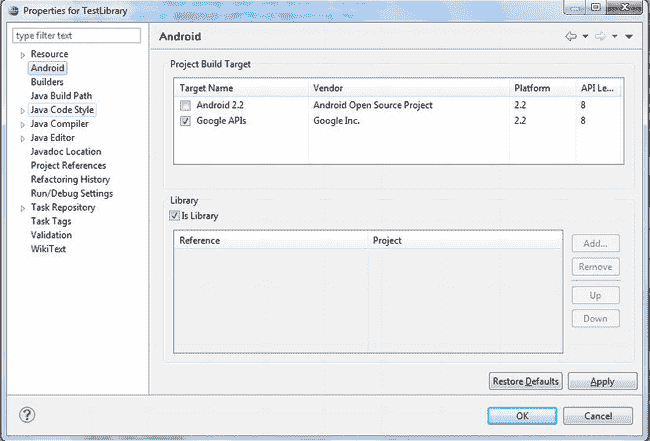 Properties for TestLibrary
type filter text
Resource
Android
Builders
Java Build Path
Java Code Style
Java Compiler
Java Editor
Javadoc Location
Project References
Refactoring History
Run/Debug Settings
Task Repository
Task Tags
Validation
WikiText
Android
Project Build Target
Target Name Vendor Platform API Le...
Android 2.2 Android Open Source Project 2.2 8
Google APIs Google Inc. 2.2 8
Library
Is Library
Reference Project
Add...
Remove
Up
Down
Restore Defaults Apply
? OK Cancel